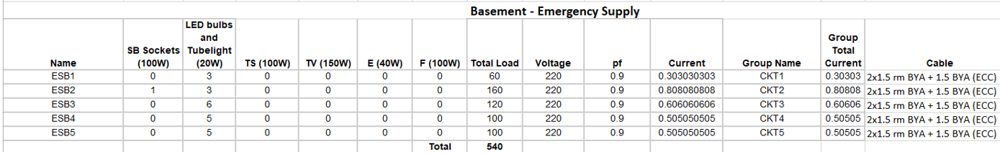 Basement - Emergency Supply
Name SB Sockets (100W) LED bulbs and Tubelight (20W) TS (100W) TV (150W) E (40W) F (100W) Total Load Voltage pf Current Group Name Group Total Current Cable
ESB1 0 3 0 0 0 0 60 220 0.9 0.303030303 CKT1 0.30303 2x1.5 rm BYA + 1.5 BYA (ECC)
ESB2 1 3 0 0 0 0 160 220 0.9 0.808080808 CKT2 0.80808 2x1.5 rm BYA + 1.5 BYA (ECC)
ESB3 0 6 0 0 0 0 120 220 0.9 0.606060606 CKT3 0.60606 2x1.5 rm BYA + 1.5 BYA (ECC)
ESB4 0 5 0 0 0 0 100 220 0.9 0.505050505 CKT4 0.50505 2x1.5 rm BYA + 1.5 BYA (ECC)
ESB5 0 5 0 0 0 0 100 220 0.9 0.505050505 CKT5 0.50505 2x1.5 rm BYA + 1.5 BYA (ECC)
Total 540